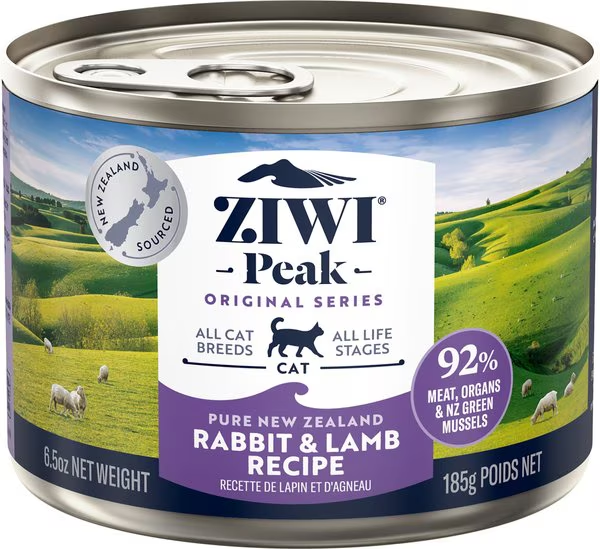 NEW ZEALAND
SOURCED
ZIWI®
Peak
ORIGINAL SERIES
ALL CAT
BREEDS
ALL LIFE
STAGES
CAT
92%
MEAT, ORGANS
& NZ GREEN
MUSSELS
PURE NEW ZEALAND
RABBIT & LAMB
RECIPE
RECETTE DE LAPIN ET D'AGNEAU
6.5oz NET WEIGHT
185g POIDS NET